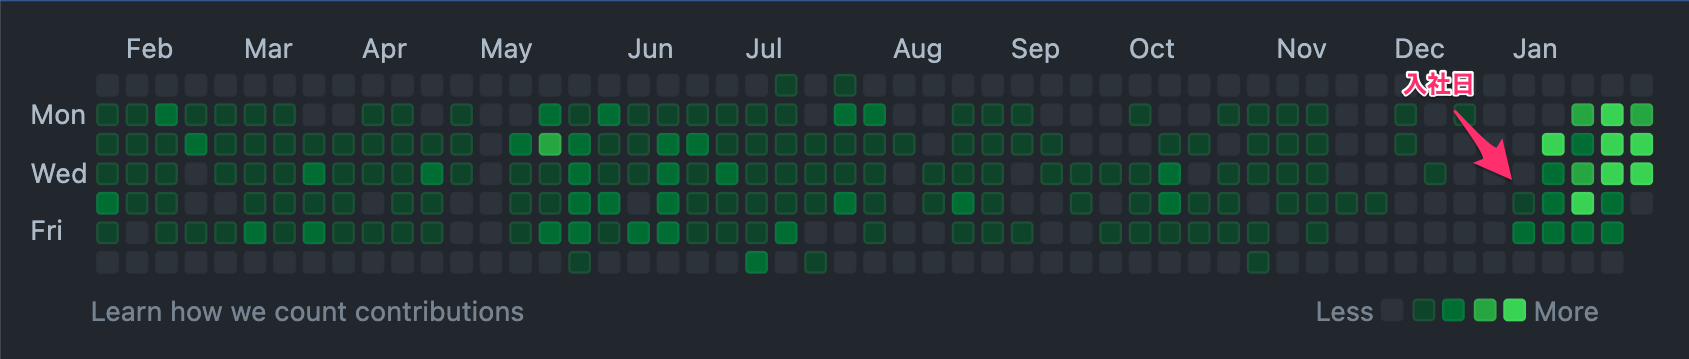 Feb Mar Apr May Jun Jul Aug Sep Oct Nov Dec Jan
入社日
Mon
Wed
Fri
Learn how we count contributions
Less More